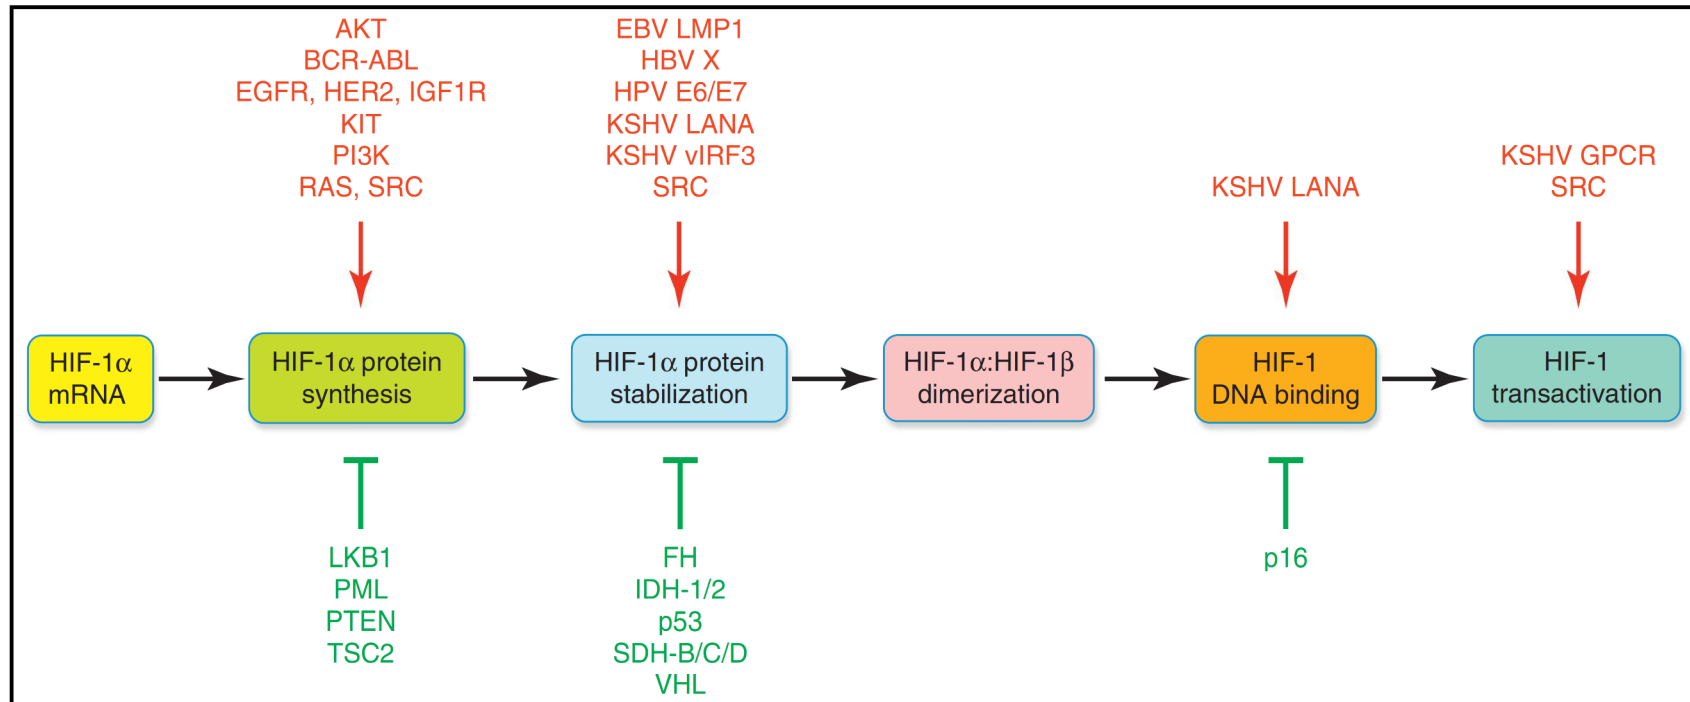 AKT
BCR-ABL
EGFR, HER2, IGF1R
KIT
PI3K
RAS, SRC
EBV LMP1
HBV X
HPV E6/E7
KSHV LANA
KSHV vIRF3
SRC
KSHV LANA
KSHV GPCR
SRC
HIF-1α
mRNA
HIF-1α protein
synthesis
HIF-1α protein
stabilization
HIF-1α:HIF-1β
dimerization
HIF-1
DNA binding
HIF-1
transactivation
LKB1
PML
PTEN
TSC2
FH
IDH-1/2
p53
SDH-B/C/D
VHL
p16